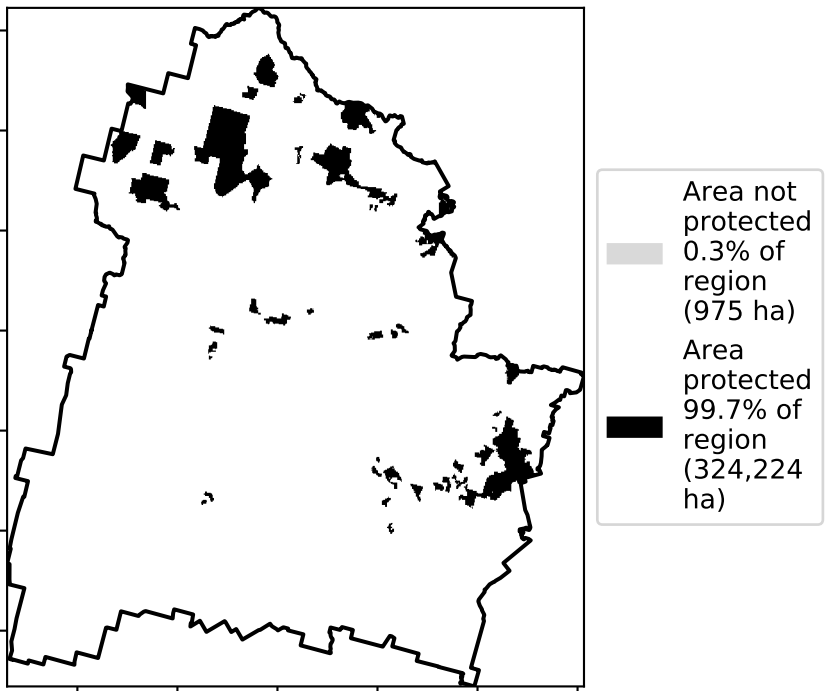 Area not
protected
0.3% of
region
(975 ha)
Area
protected
99.7% of
region
(324,224
ha)